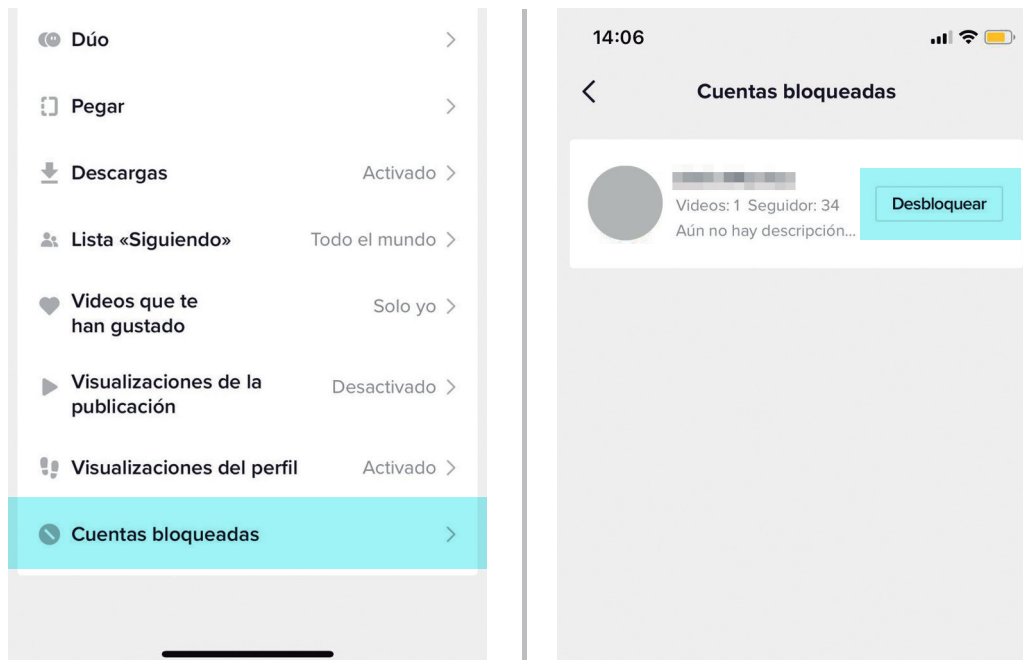 Dúo
Pegar
Descargas Activado
Lista «Siguiendo» Todo el mundo
Videos que te
han gustado
Solo yo
Visualizaciones de la
publicación
Desactivado
Visualizaciones del perfil Activado
Cuentas bloqueadas
14:06
Cuentas bloqueadas
Videos: 1 Seguidor: 34
Aún no hay descripción...
Desbloquear